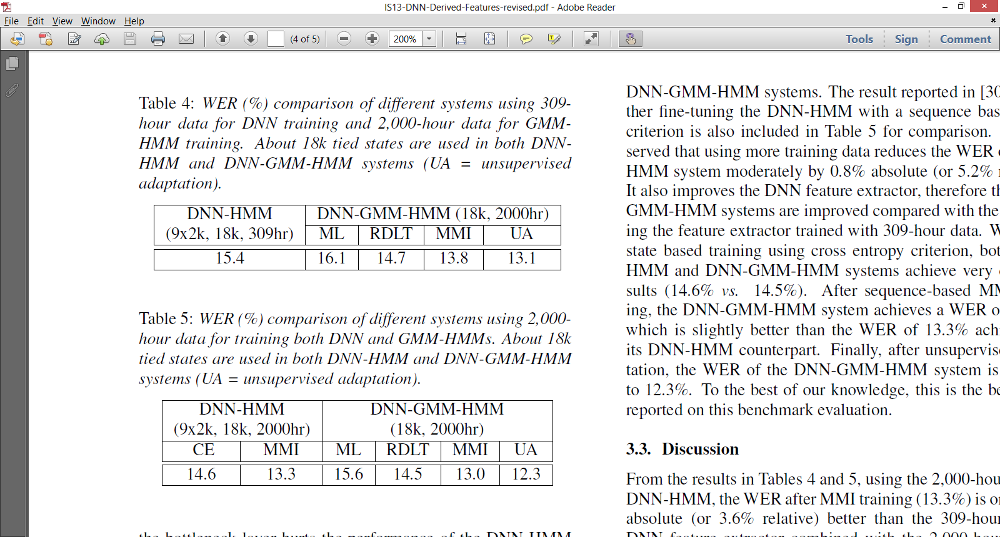 IS13-DNN-Derived-Features-revised.pdf - Adobe Reader
File Edit View Window Help
(4 of 5) 200% Tools Sign Comment
Table 4: WER (%) comparison of different systems using 309-
hour data for DNN training and 2,000-hour data for GMM-
HMM training. About 18k tied states are used in both DNN-
HMM and DNN-GMM-HMM systems (UA = unsupervised
adaptation).
DNN-HMM DNN-GMM-HMM (18k, 2000hr)
(9x2k, 18k, 309hr) ML RDLT MMI UA
15.4 16.1 14.7 13.8 13.1
Table 5: WER (%) comparison of different systems using 2,000-
hour data for training both DNN and GMM-HMMs. About 18k
tied states are used in both DNN-HMM and DNN-GMM-HMM
systems (UA = unsupervised adaptation).
DNN-HMM DNN-GMM-HMM
(9x2k, 18k, 2000hr) (18k, 2000hr)
CE MMI ML RDLT MMI UA
14.6 13.3 15.6 14.5 13.0 12.3
the bottleneck layer hurts the performance of the DNN-HMM
DNN-GMM-HMM systems. The result reported in [30
ther fine-tuning the DNN-HMM with a sequence bas
criterion is also included in Table 5 for comparison.
served that using more training data reduces the WER
HMM system moderately by 0.8% absolute (or 5.2%
It also improves the DNN feature extractor, therefore th
GMM-HMM systems are improved compared with the
ing the feature extractor trained with 309-hour data. W
state based training using cross entropy criterion, bot
HMM and DNN-GMM-HMM systems achieve very
sults (14.6% vs. 14.5%). After sequence-based MM
ing, the DNN-GMM-HMM system achieves a WER o
which is slightly better than the WER of 13.3% achi
its DNN-HMM counterpart. Finally, after unsupervise
tation, the WER of the DNN-GMM-HMM system is
to 12.3%. To the best of our knowledge, this is the be
reported on this benchmark evaluation.
3.3. Discussion
From the results in Tables 4 and 5, using the 2,000-hou
DNN-HMM, the WER after MMI training (13.3%) is on
absolute (or 3.6% relative) better than the 309-hour
DNN feature extractor combined with the 2,000-hour